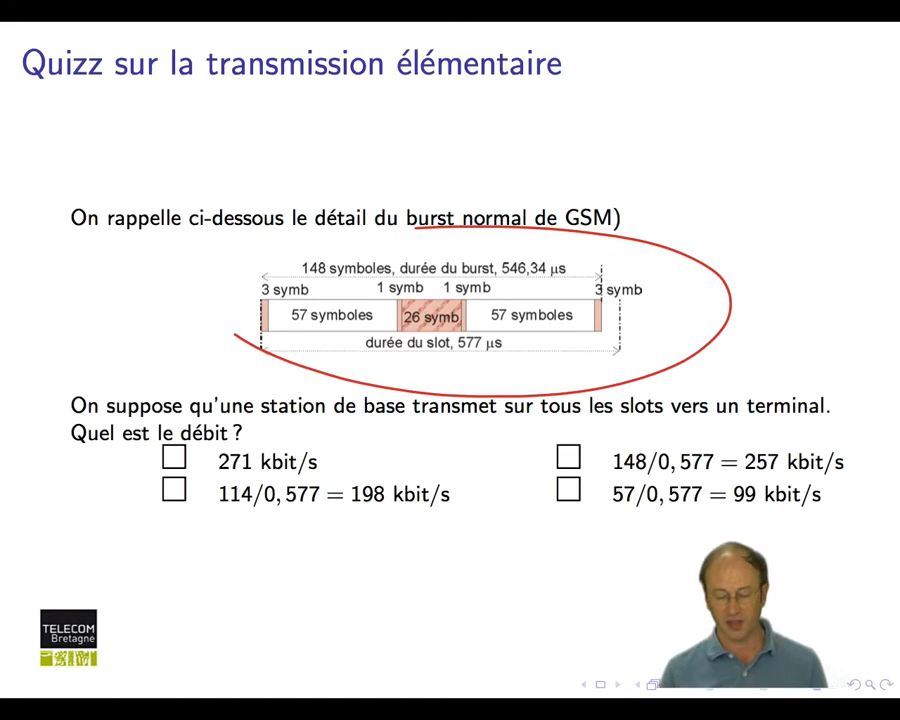 Quizz sur la transmission élémentaire
On rappelle ci-dessous le détail du burst normal de GSM)
148 symboles, durée du burst, 546,34 µs
3 symb 1 symb 1 symb 3 symb
57 symboles 26 symb 57 symboles
durée du slot, 577 µs
On suppose qu'une station de base transmet sur tous les slots vers un terminal.
Quel est le débit ?
271 kbit/s 148/0, 577 = 257 kbit/s
114/0, 577 = 198 kbit/s 57/0, 577 = 99 kbit/s
TELECOM
Bretagne